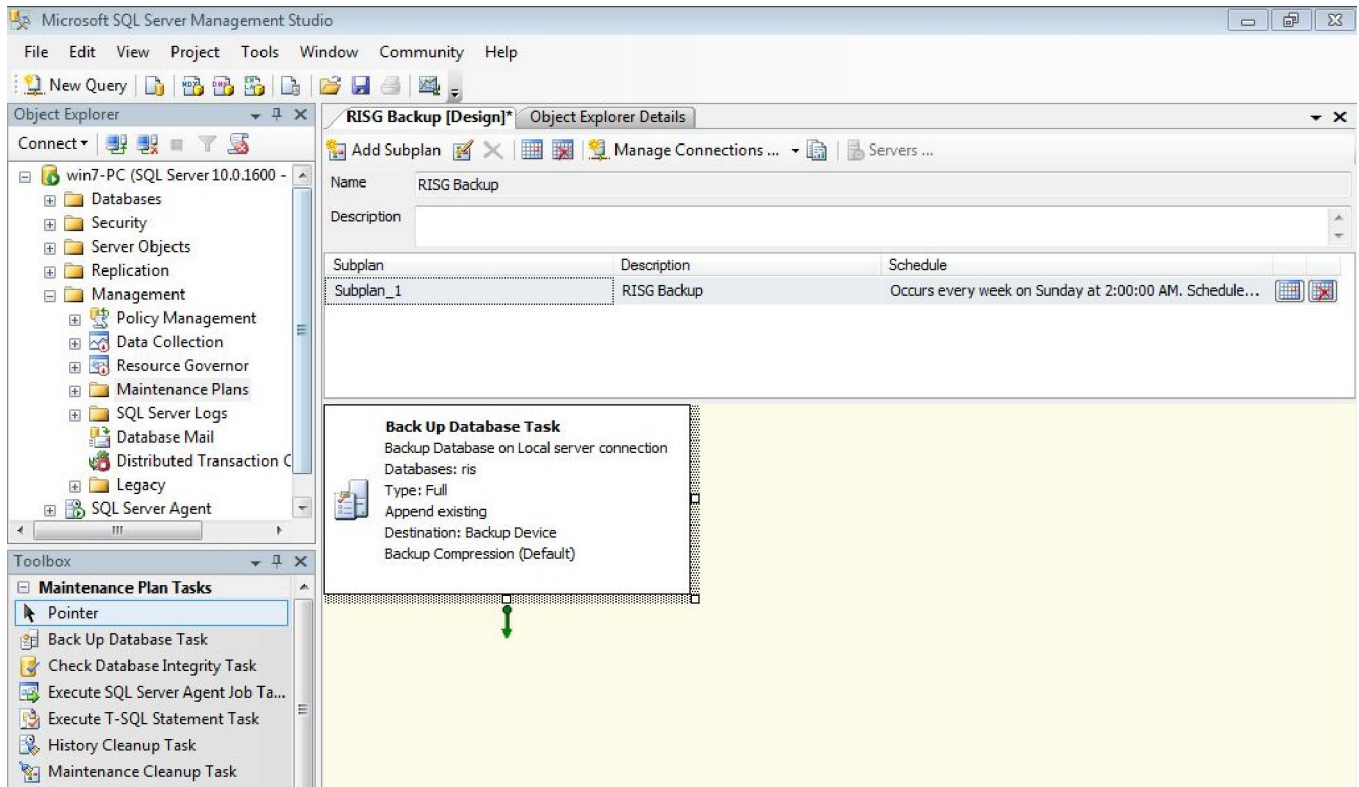 Microsoft SQL Server Management Studio
File Edit View Project Tools Window Community Help
New Query
Object Explorer
Connect
win7-PC (SQL Server 10.0.1600 -
Databases
Security
Server Objects
Replication
Management
Policy Management
Data Collection
Resource Governor
Maintenance Plans
SQL Server Logs
Database Mail
Distributed Transaction C
Legacy
SQL Server Agent
Toolbox
Maintenance Plan Tasks
Pointer
Back Up Database Task
Check Database Integrity Task
Execute SQL Server Agent Job Ta...
Execute T-SQL Statement Task
History Cleanup Task
Maintenance Cleanup Task
RISG Backup [Design]* Object Explorer Details
Add Subplan Manage Connections ... Servers ...
Name RISG Backup
Description
Subplan Description Schedule
Subplan_1 RISG Backup Occurs every week on Sunday at 2:00:00 AM. Schedule...
Back Up Database Task
Backup Database on Local server connection
Databases: ris
Type: Full
Append existing
Destination: Backup Device
Backup Compression (Default)